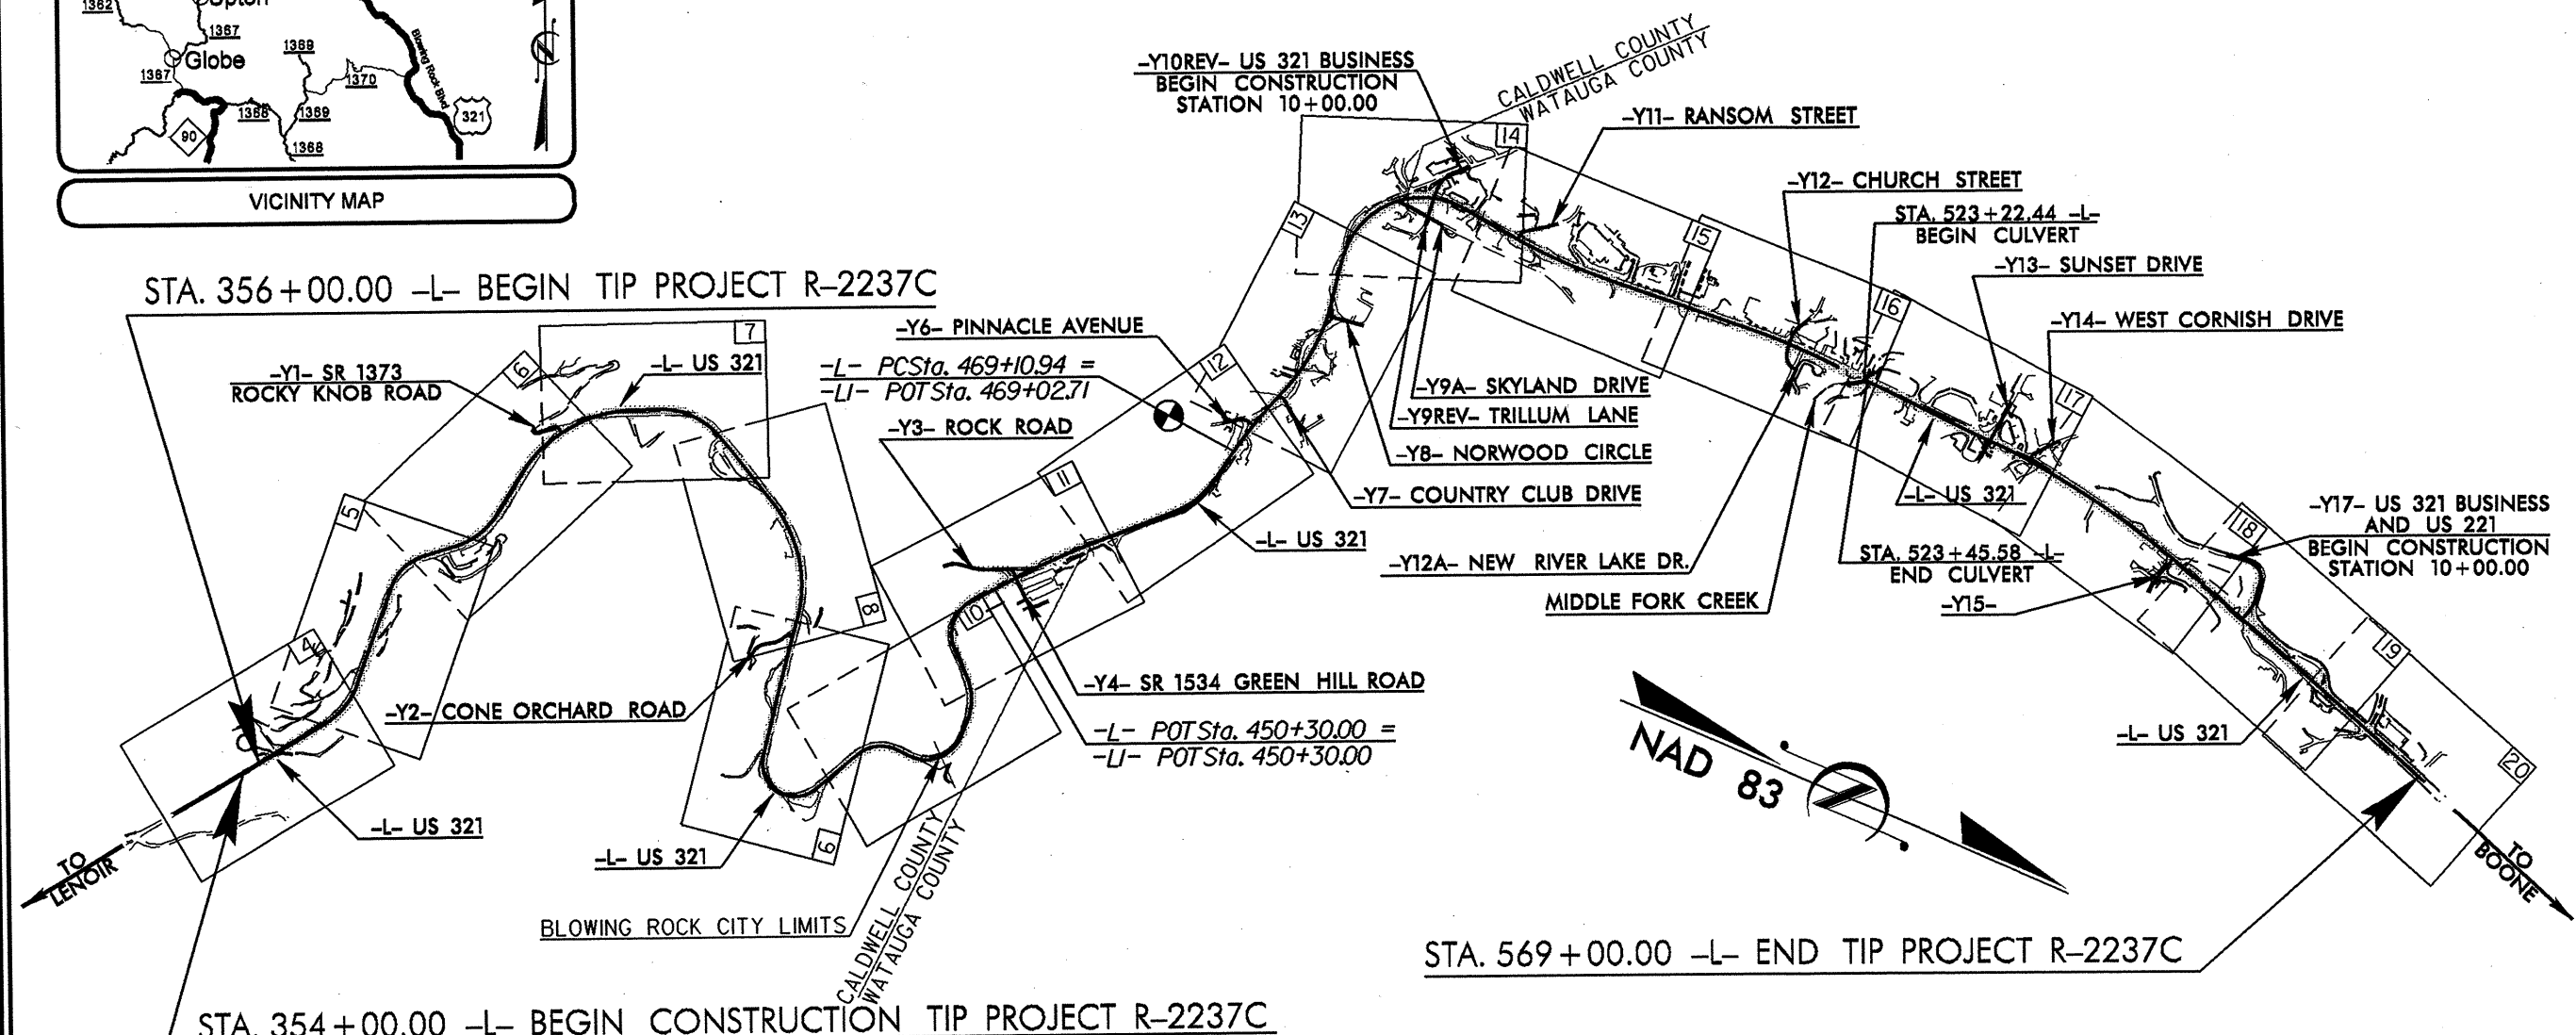 1362
Upton
1367
Globe
1367
1369
1370
1368
1369
1368
90
321
Blowing Rock Blvd
VICINITY MAP
STA. 356+00.00 -L- BEGIN TIP PROJECT R-2237C
-Y1- SR 1373
ROCKY KNOB ROAD
-L- US 321
4
5
6
7
8
9
10
11
12
13
14
15
16
17
18
19
20
-Y6- PINNACLE AVENUE
-L- PCSta. 469+10.94 =
-L1- POTSta. 469+02.71
-Y3- ROCK ROAD
-Y10REV- US 321 BUSINESS
BEGIN CONSTRUCTION
STATION 10+00.00
CALDWELL COUNTY
WATAUGA COUNTY
-Y11- RANSOM STREET
-Y12- CHURCH STREET
STA. 523+22.44 -L-
BEGIN CULVERT
-Y13- SUNSET DRIVE
-Y14- WEST CORNISH DRIVE
-Y9A- SKYLAND DRIVE
-Y9REV- TRILLUM LANE
-Y8- NORWOOD CIRCLE
-Y7- COUNTRY CLUB DRIVE
-L- US 321
-Y12A- NEW RIVER LAKE DR.
MIDDLE FORK CREEK
STA. 523+45.58 -L-
END CULVERT
-L- US 321
-Y15-
-Y17- US 321 BUSINESS
AND US 221
BEGIN CONSTRUCTION
STATION 10+00.00
-Y4- SR 1534 GREEN HILL ROAD
-L- POTSta. 450+30.00 =
-L1- POTSta. 450+30.00
-Y2- CONE ORCHARD ROAD
-L- US 321
-L- US 321
-L- US 321
NAD 83
TO
LENOIR
TO
BOONE
BLOWING ROCK CITY LIMITS
CALDWELL COUNTY
WATAUGA COUNTY
STA. 569+00.00 -L- END TIP PROJECT R-2237C
STA. 354+00.00 -L- BEGIN CONSTRUCTION TIP PROJECT R-2237C